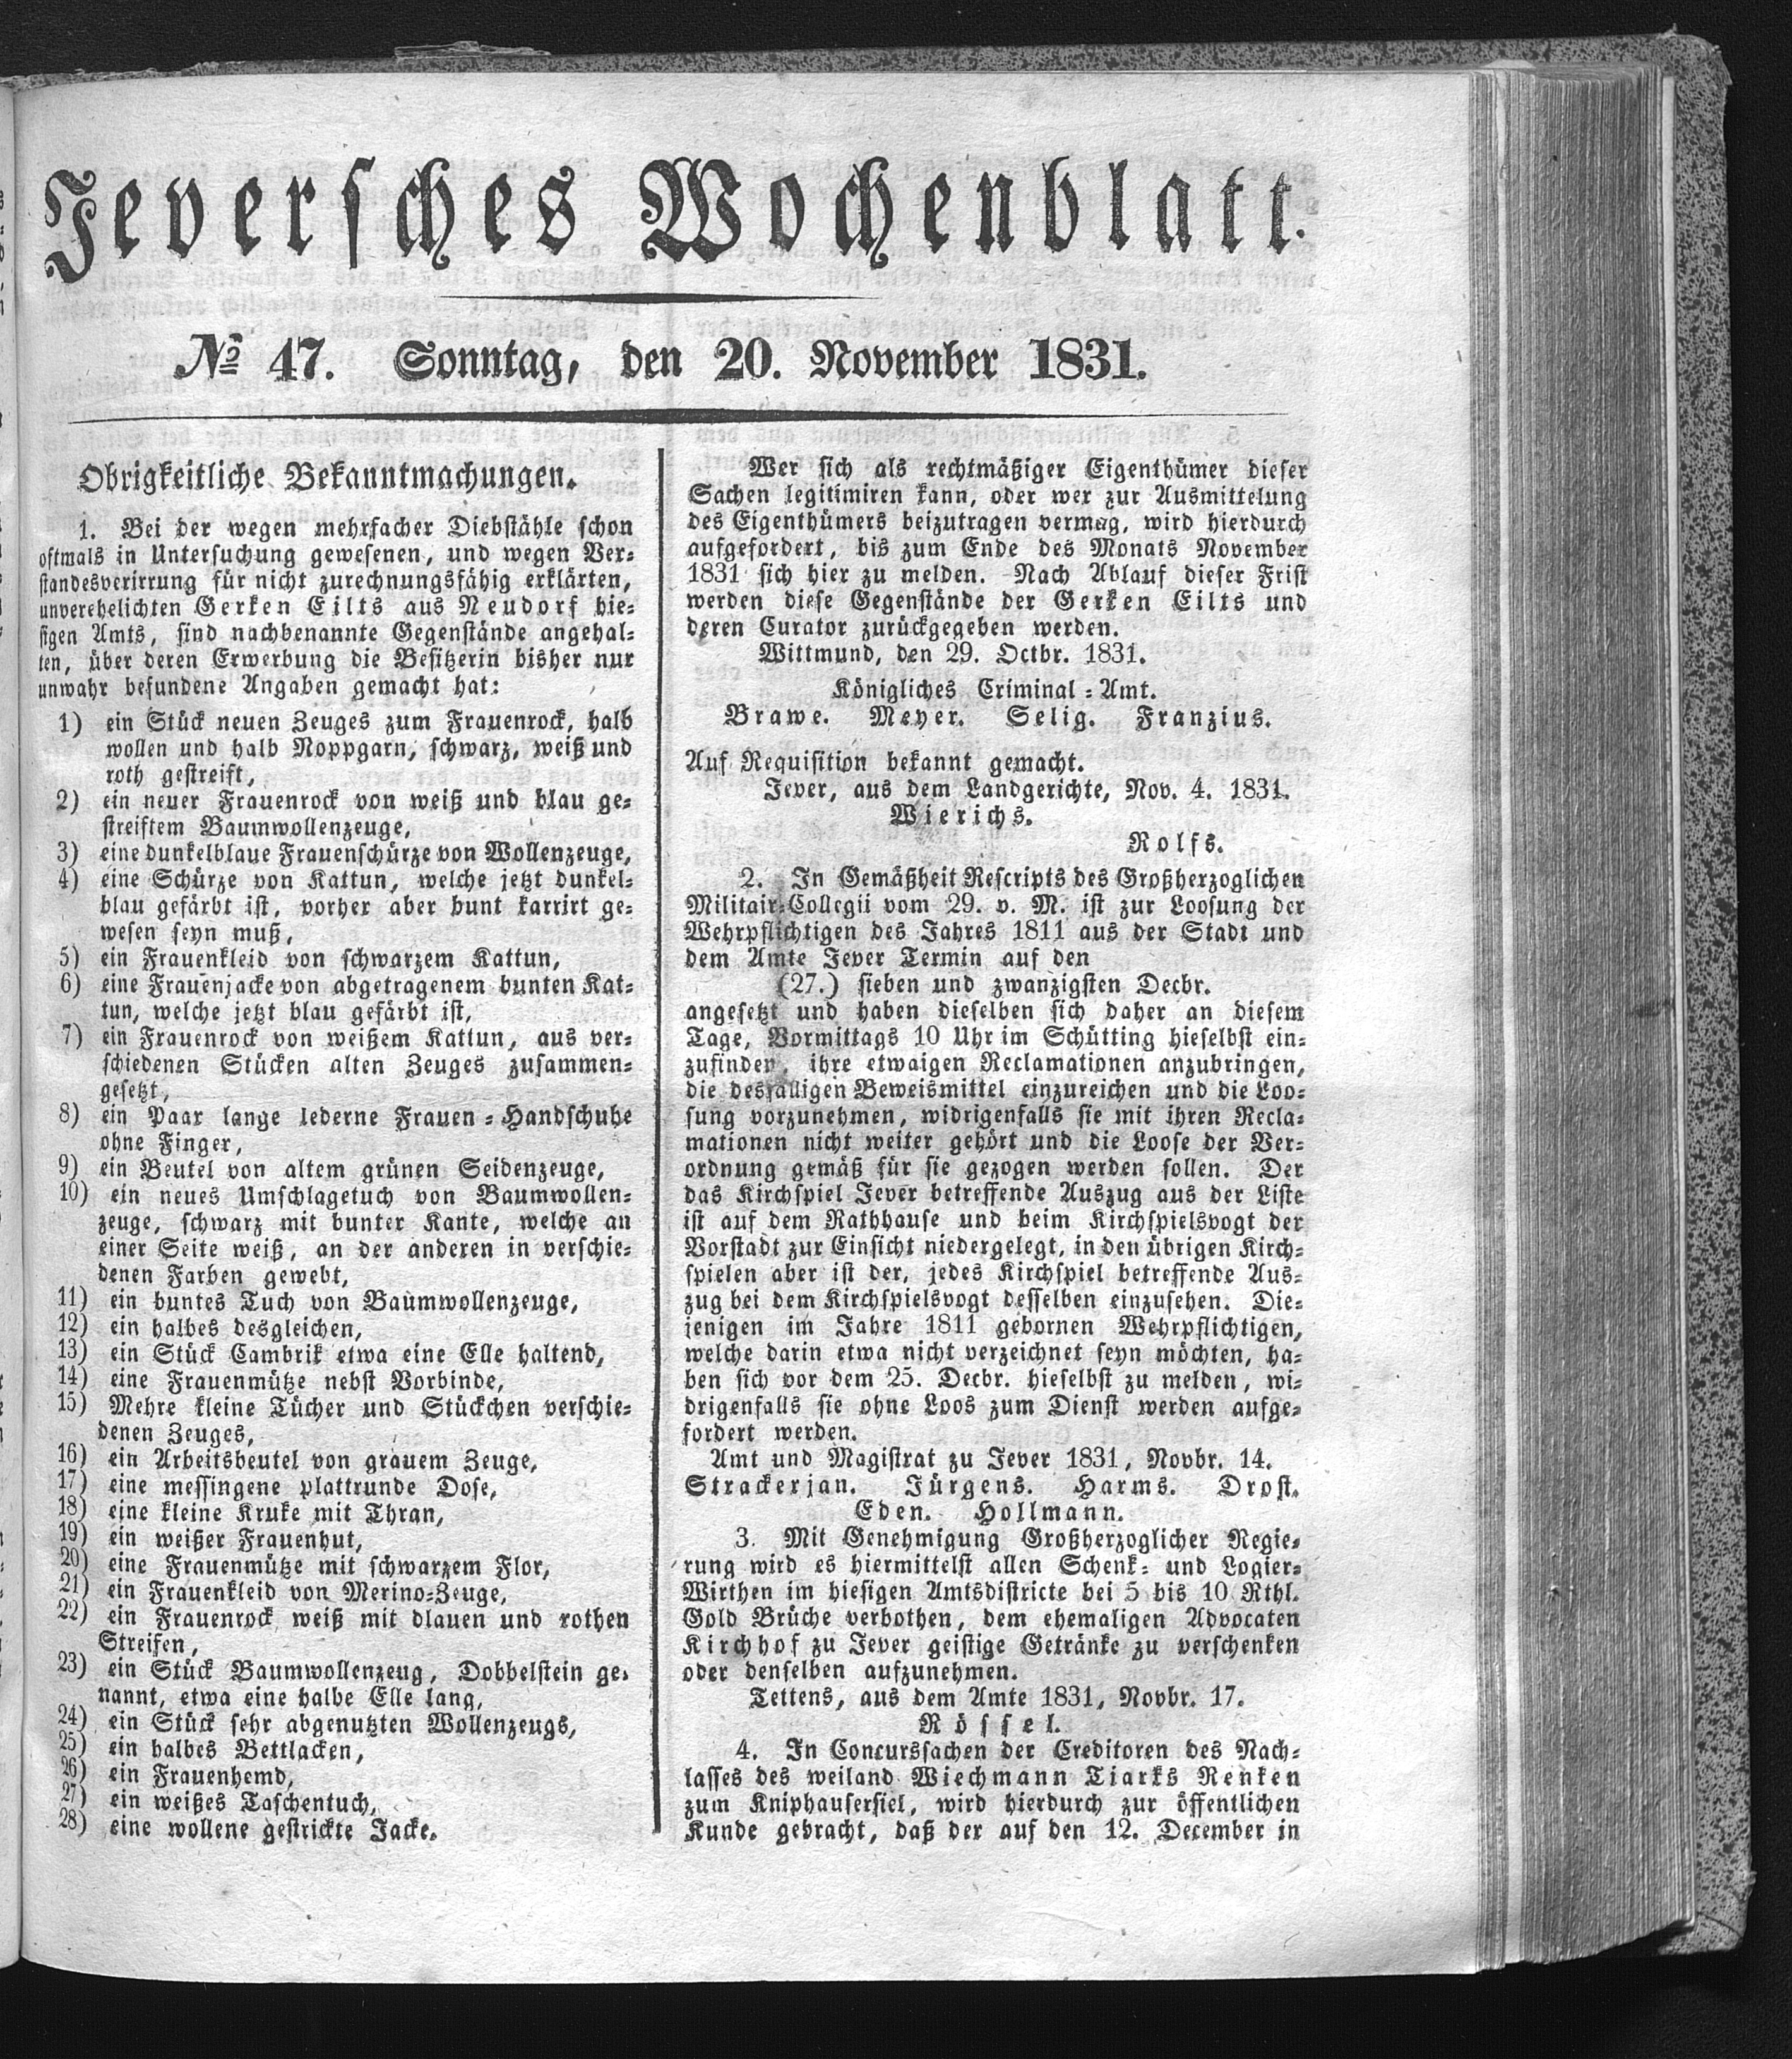 Jeversches Wochenblatt.
No 47. Sonntag, den 20. November 1831.
Obrigkeitliche Bekanntmachungen.
1. Bei der wegen mehrfacher Diebstähle schon
oftmals in Untersuchung gewesenen, und wegen Ver-
standesverirrung für nicht zurechnungsfähig erklärten,
unverehelichten Gerken Eilts aus Neudorf hie-
sigen Amts, sind nachbenannte Gegenstände angehal-
ten, über deren Erwerbung die Besitzerin bisher nur
unwahr befundene Angaben gemacht hat:
1) ein Stück neuen Zeuges zum Frauenrock, halb
wollen und halb Noppgarn, schwarz, weiß und
roth gestreift,
2) ein neuer Frauenrock von weiß und blau ge-
streiftem Baumwollenzeuge,
3) eine dunkelblaue Frauenschürze von Wollenzeuge,
4) eine Schürze von Kattun, welche jetzt dunkel-
blau gefärbt ist, vorher aber bunt karrirt ge-
wesen seyn muß,
5) ein Frauenkleid von schwarzem Kattun,
6) eine Frauenjacke von abgetragenem bunten Kat-
tun, welche jetzt blau gefärbt ist,
7) ein Frauenrock von weißem Kattun, aus ver-
schiedenen Stücken alten Zeuges zusammen-
gesetzt,
8) ein Paar lange lederne Frauen-Handschuhe
ohne Finger,
9) ein Beutel von altem grünen Seidenzeuge,
10) ein neues Umschlagetuch von Baumwollen-
zeuge, schwarz mit bunter Kante, welche an
einer Seite weiß, an der anderen in verschie-
denen Farben gewebt,
11) ein buntes Tuch von Baumwollenzeuge,
12) ein halbes desgleichen,
13) ein Stück Cambrik etwa eine Elle haltend,
14) eine Frauenmütze nebst Vorbinde,
15) Mehre kleine Tücher und Stückchen verschie-
denen Zeuges,
16) ein Arbeitsbeutel von grauem Zeuge,
17) eine messingene plattrunde Dose,
18) eine kleine Kruke mit Thran,
19) ein weißer Frauenhut,
20) eine Frauenmütze mit schwarzem Flor,
21) ein Frauenkleid von Merino-Zeuge,
22) ein Frauenrock weiß mit dlauen und rothen
Streifen,
23) ein Stück Baumwollenzeug, Dobbelstein ge-
nannt, etwa eine halbe Elle lang,
24) ein Stück sehr abgenutzten Wollenzeugs,
25) ein halbes Bettlacken,
26) ein Frauenhemd,
27) ein weißes Taschentuch,
28) eine wollene gestrickte Jacke.
Wer sich als rechtmäßiger Eigenthümer dieser
Sachen legitimiren kann, oder wer zur Ausmittelung
des Eigenthümers beizutragen vermag, wird hierdurch
aufgefordert, bis zum Ende des Monats November
1831 sich hier zu melden. Nach Ablauf dieser Frist
werden diese Gegenstände der Gerken Eilts und
deren Curator zurückgegeben werden.
Wittmund, den 29. Octbr. 1831.
Königliches Criminal-Amt.
Brawe. Meyer. Selig. Franzius.
Auf Requisition bekannt gemacht.
Jever, aus dem Landgerichte, Nov. 4. 1831.
Wierichs.
Rolfs.
2. In Gemäßheit Rescripts des Großherzoglichen
Militair-Collegii vom 29. v. M. ist zur Loosung der
Wehrpflichtigen des Jahres 1811 aus der Stadt und
dem Amte Jever Termin auf den
(27.) sieben und zwanzigsten Decbr.
angesetzt und haben dieselben sich daher an diesem
Tage, Vormittags 10 Uhr im Schütting hieselbst ein-
zufinden, ihre etwaigen Reclamationen anzubringen,
die desfälligen Beweismittel einzureichen und die Loo-
sung vorzunehmen, widrigenfalls sie mit ihren Recla-
mationen nicht weiter gehört und die Loose der Ver-
ordnung gemäß für sie gezogen werden sollen. Der
das Kirchspiel Jever betreffende Auszug aus der Liste
ist auf dem Rathhause und beim Kirchspielsvogt der
Vorstadt zur Einsicht niedergelegt, in den übrigen Kirch-
spielen aber ist der, jedes Kirchspiel betreffende Aus-
zug bei dem Kirchspielsvogt desselben einzusehen. Die-
jenigen im Jahre 1811 gebornen Wehrpflichtigen,
welche darin etwa nicht verzeichnet seyn möchten, ha-
ben sich vor dem 25. Decbr. hieselbst zu melden, wi-
drigenfalls sie ohne Loos zum Dienst werden aufge-
fordert werden.
Amt und Magistrat zu Jever 1831, Novbr. 14.
Strackerjan. Jürgens. Harms. Drost.
Eden. Hollmann.
3. Mit Genehmigung Großherzoglicher Regie-
rung wird es hiermittelst allen Schenk- und Logier-
Wirthen im hiesigen Amtsdistricte bei 5 bis 10 Rthl.
Gold Brüche verbothen, dem ehemaligen Advocaten
Kirchhof zu Jever geistige Getränke zu verschenken
oder denselben aufzunehmen.
Tettens, aus dem Amte 1831, Novbr. 17.
Rössel.
4. In Concurssachen der Creditoren des Nach-
lasses des weiland Wiechmann Tiarks Renken
zum Kniphausersiel, wird hierdurch zur öffentlichen
Kunde gebracht, daß der auf den 12. December in